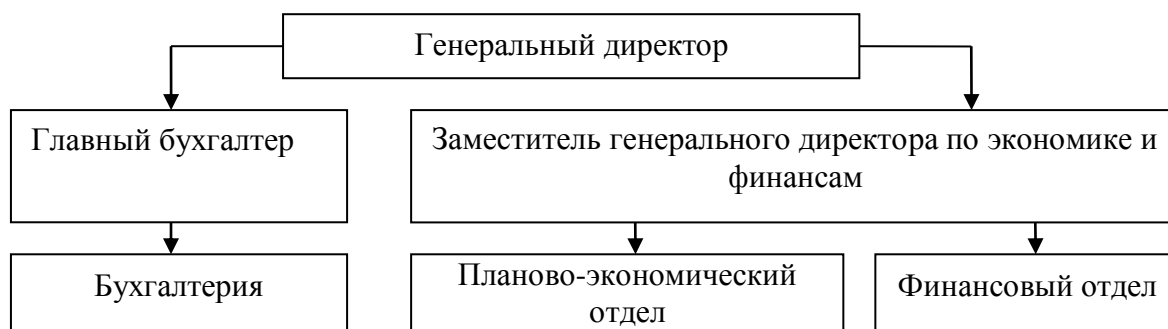 Генеральный директор
Главный бухгалтер
Заместитель генерального директора по экономике и
финансам
Бухгалтерия
Планово-экономический
отдел
Финансовый отдел